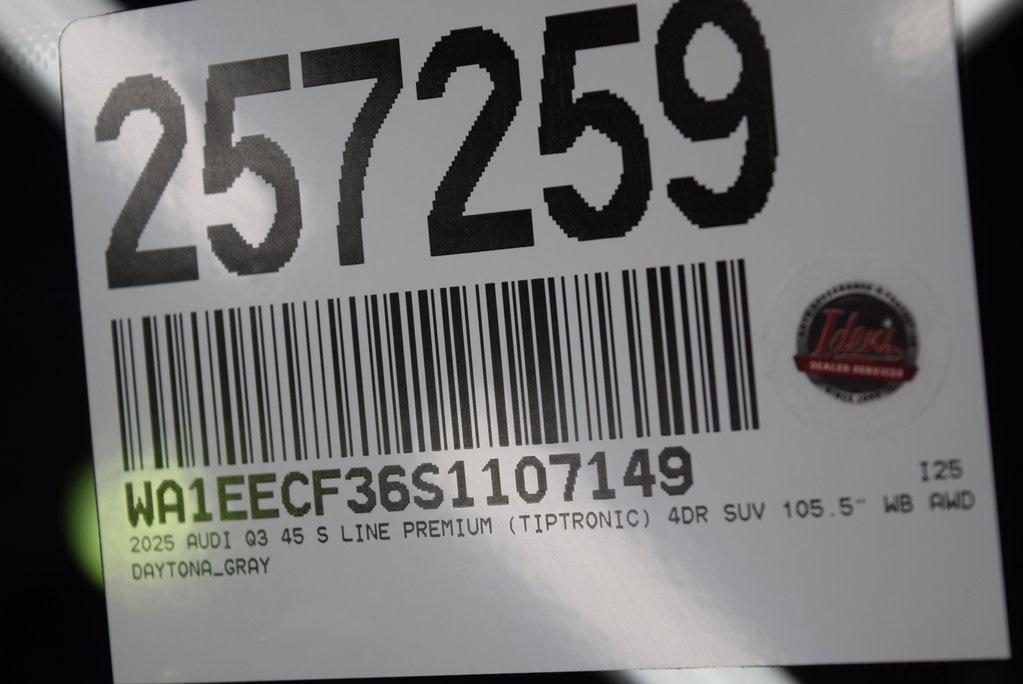 257259
WA1EECF36S1107149
I25
2025 AUDI Q3 45 S LINE PREMIUM (TIPTRONIC) 4DR SUV 105.5" WB AWD
DAYTONA_GRAY
DEALER SERVICES